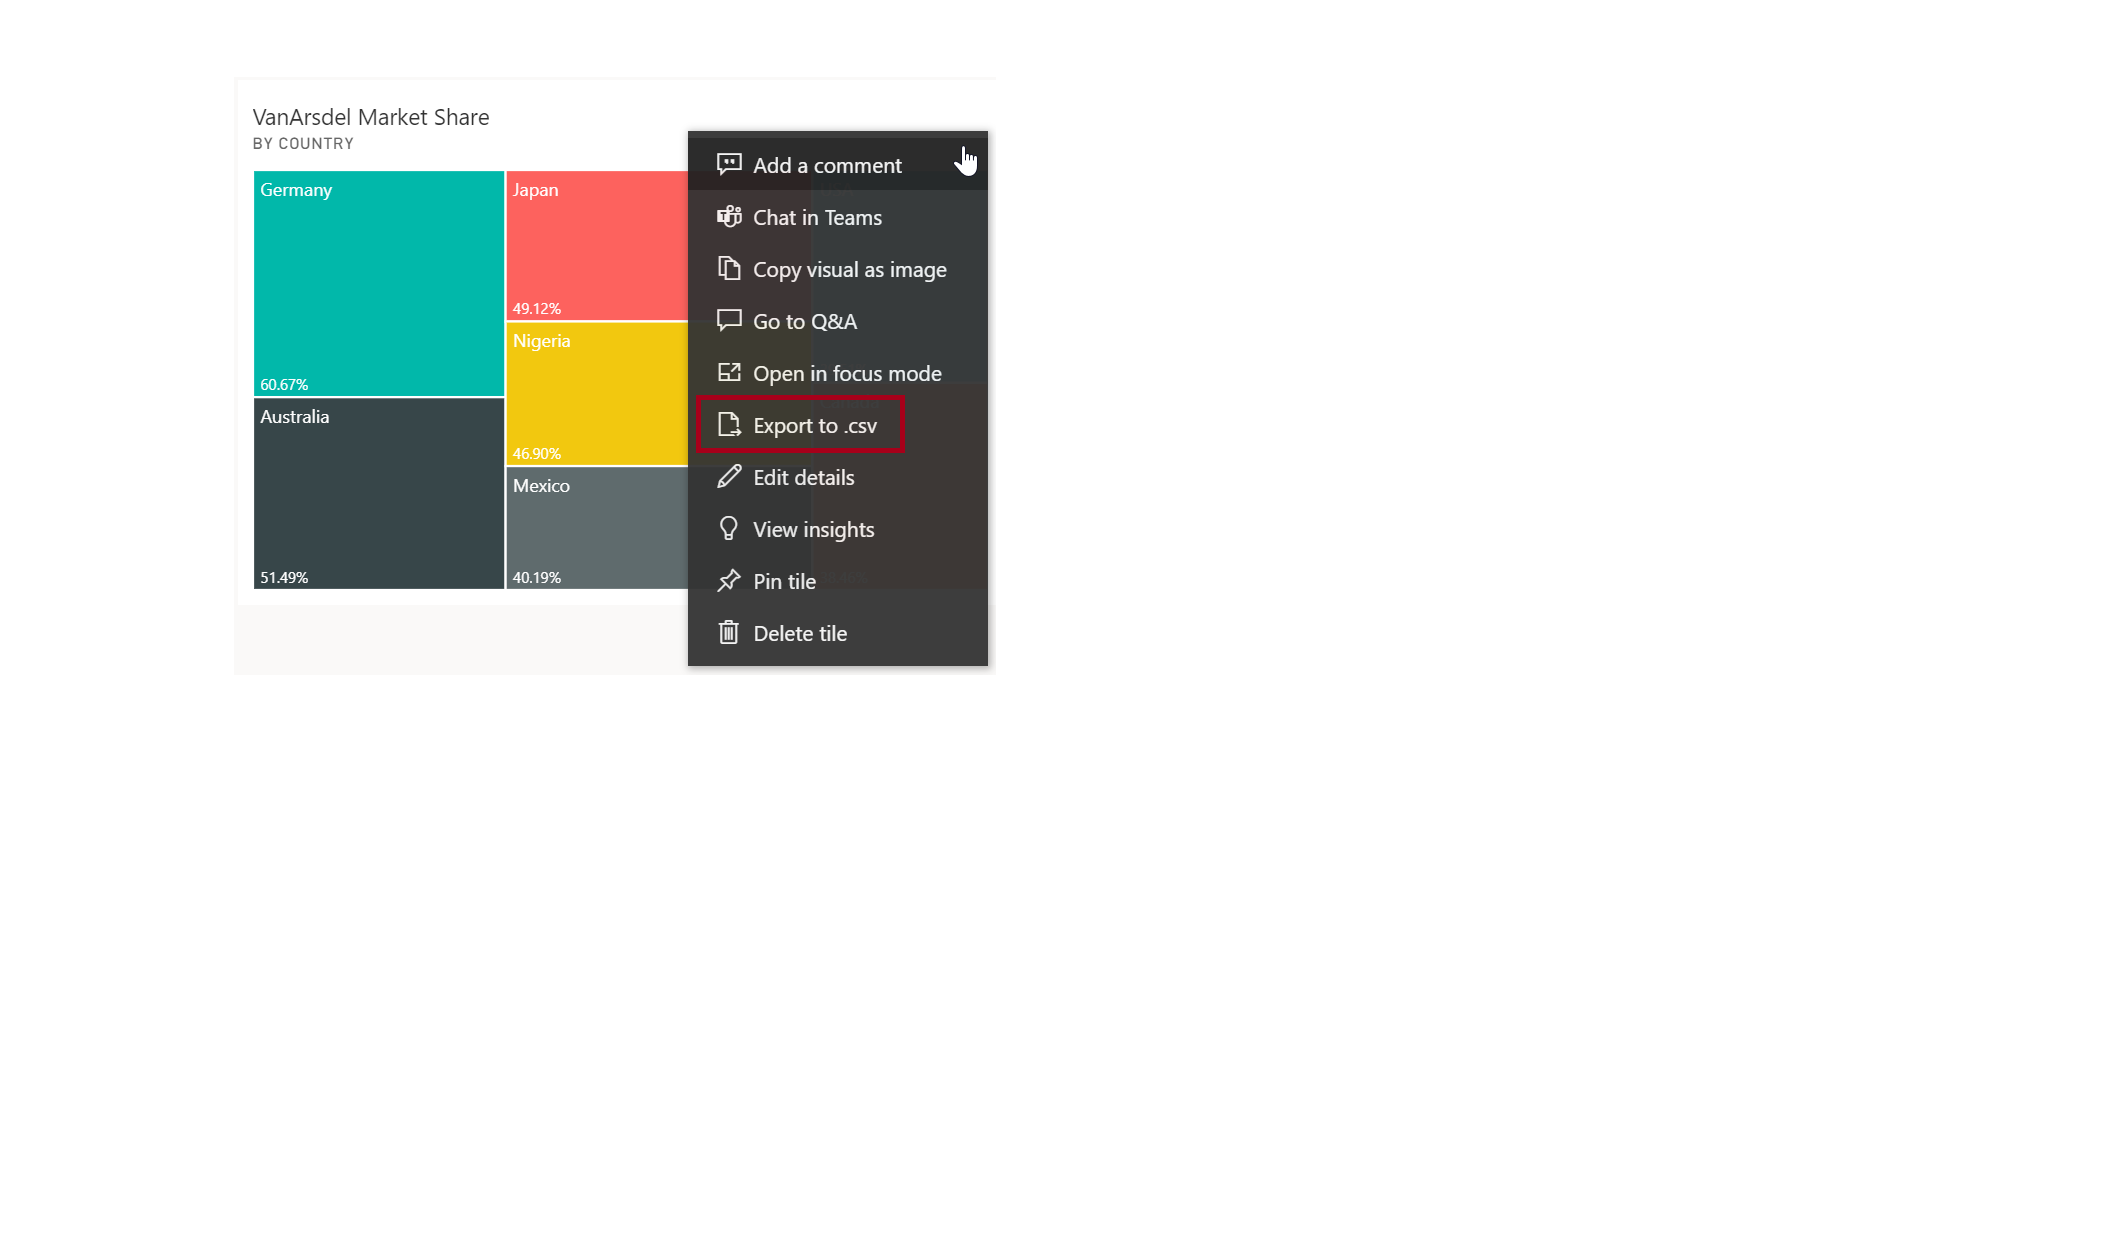 VanArsdel Market Share
BY COUNTRY
Germany
60.67%
Australia
51.49%
Japan
49.12%
Nigeria
46.90%
Mexico
40.19%
Add a comment
Chat in Teams
Copy visual as image
Go to Q&A
Open in focus mode
Export to .csv
Edit details
View insights
Pin tile
Delete tile